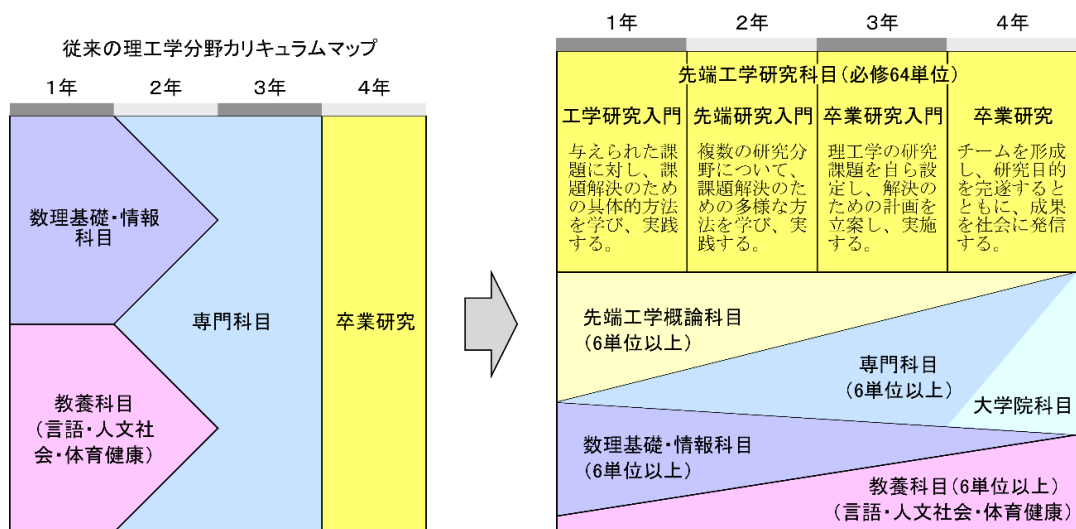 従来の理工学分野カリキュラムマップ
1年
2年
3年
4年
数理基礎・情報
科目
教養科目
(言語・人文社
会・体育健康)
専門科目
卒業研究
1年
2年
3年
4年
先端工学研究科目(必修64単位)
工学研究入門
与えられた課
題に対し、課
題解決のため
の具体的方法
を学び、実践
する。
先端研究入門
複数の研究分
野について、
課題解決のた
めの多様な方
法を学び、実
践する。
卒業研究入門
理工学の研究
課題を自ら設
定し、解決の
ための計画を
立案し、実施
する。
卒業研究
チームを形成
し、研究目的
を完遂すると
ともに、成果
を社会に発信
する。
先端工学概論科目
(6単位以上)
専門科目
(6単位以上)
大学院科目
数理基礎・情報科目
(6単位以上)
教養科目(6単位以上)
(言語・人文社会・体育健康)